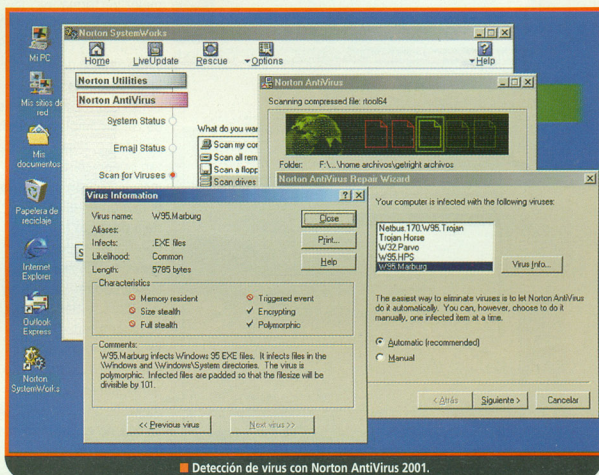 Mi PC
Mis sitios de red
Mis documentos
Papelera de reciclaje
Internet Explorer
Outlook Express
Norton SystemWorks
Norton SystemWorks
Home
LiveUpdate
Rescue
Options
Help
Norton Utilities
Norton AntiVirus
System Status
Email Status
Scan for Viruses
What do you wan
Scan my com
Scan all rem
Scan a flopp
Scan drives
Norton AntiVirus
Scanning compressed file: rtool64
Folder: F:\...\home archivos\getright archivos
Virus Information
Virus name: W95.Marburg
Aliases:
Infects: .EXE files
Likelihood: Common
Length: 5785 bytes
Close
Print...
Help
Characteristics
Memory resident
Triggered event
Size stealth
Encrypting
Full stealth
Polymorphic
Comments:
W95.Marburg infects Windows 95 EXE files. It infects files in the
\Windows and \Windows\System directories. The virus is
polymorphic. Infected files are padded so that the filesize will be
divisible by 101.
<< Previous virus
Next virus >>
Norton AntiVirus Repair Wizard
Your computer is infected with the following viruses:
Netbus.170.W95.Trojan
Trojan Horse
W32.Parvo
W95.HPS
W95.Marburg
Virus Info...
The easiest way to eliminate viruses is to let Norton AntiVirus
do it automatically. You can, however, choose to do it
manually, one infected item at a time.
Automatic (recommended)
Manual
< Atrás
Siguiente >
Cancelar
Detección de virus con Norton AntiVirus 2001.